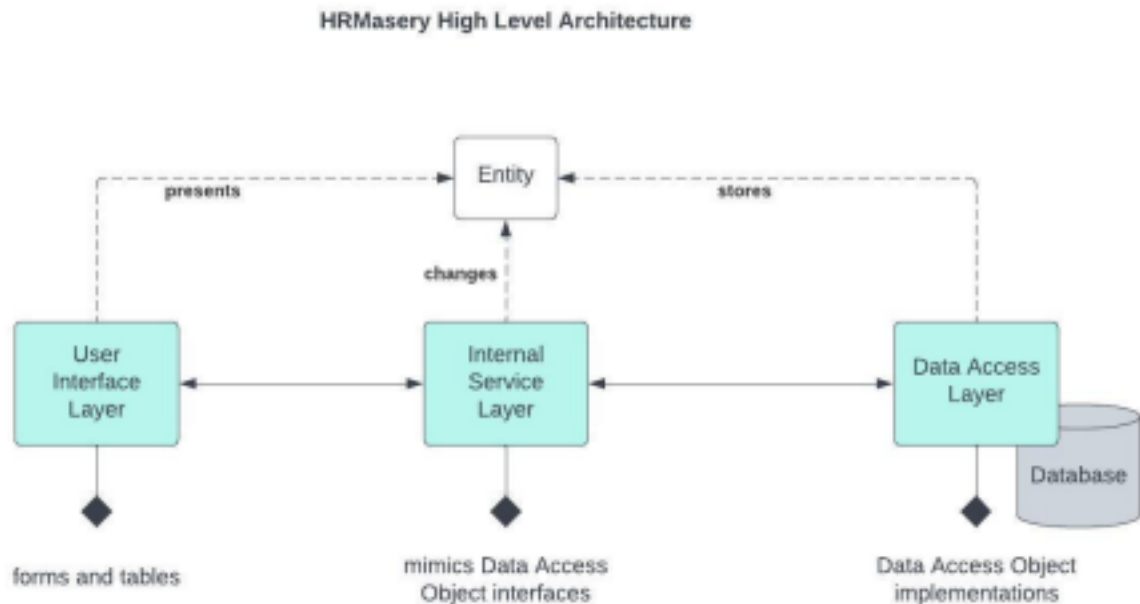 HRMasery High Level Architecture
Entity
presents
stores
changes
User
Interface
Layer
Internal
Service
Layer
Data Access
Layer
Database
forms and tables
mimics Data Access
Object interfaces
Data Access Object
implementations